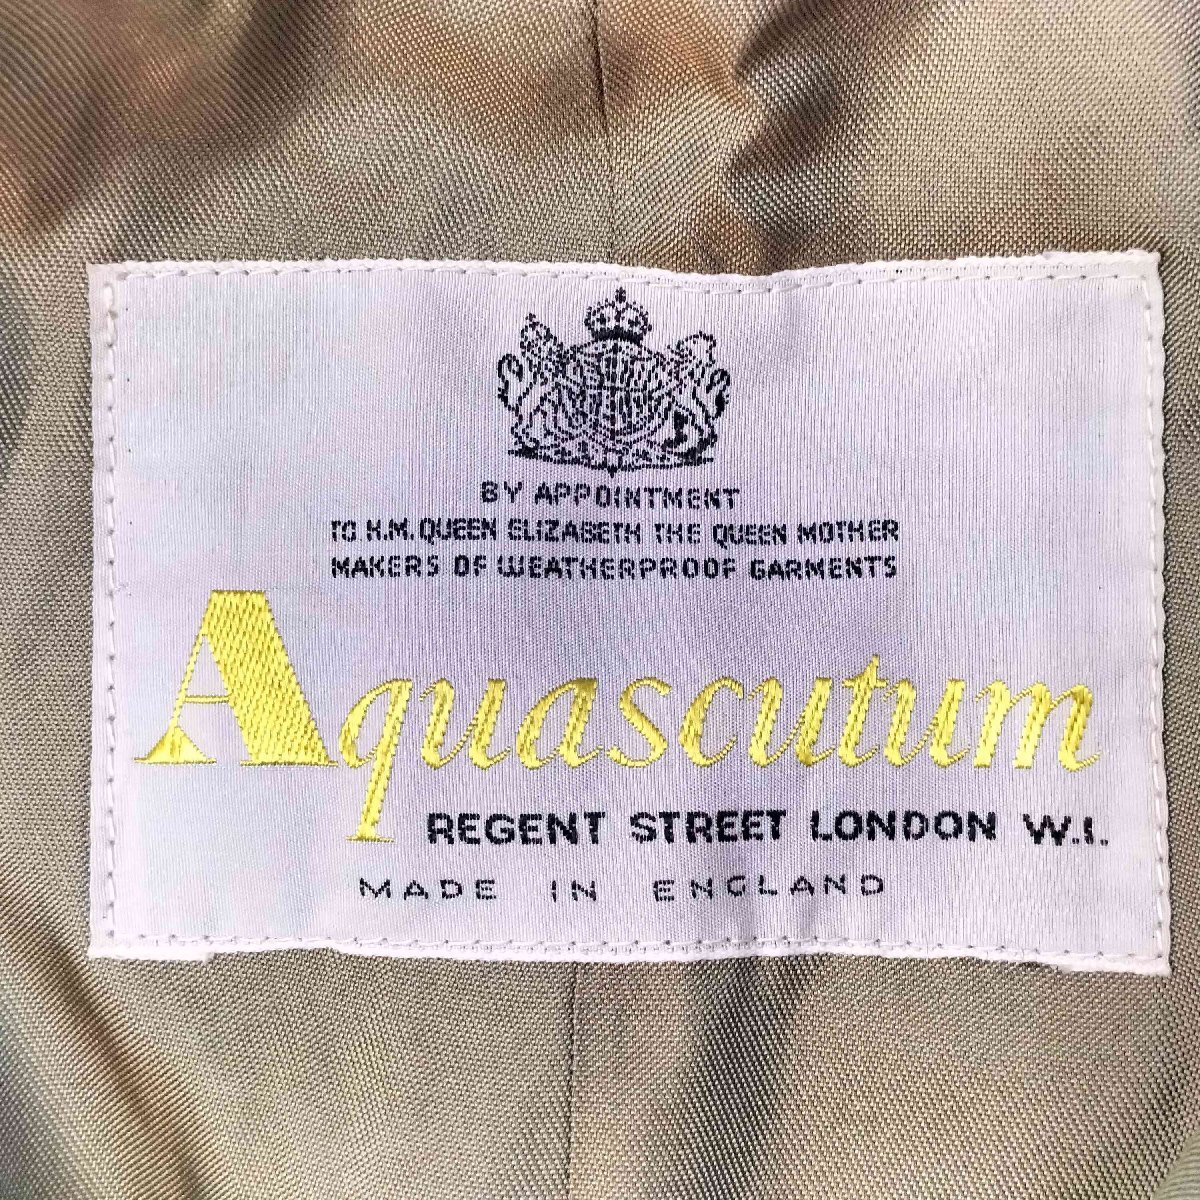 BY APPOINTMENT
TO H.M. QUEEN ELIZABETH THE QUEEN MOTHER
MAKERS OF WEATHERPROOF GARMENTS
Aquascutum
REGENT STREET LONDON W.1.
MADE IN ENGLAND